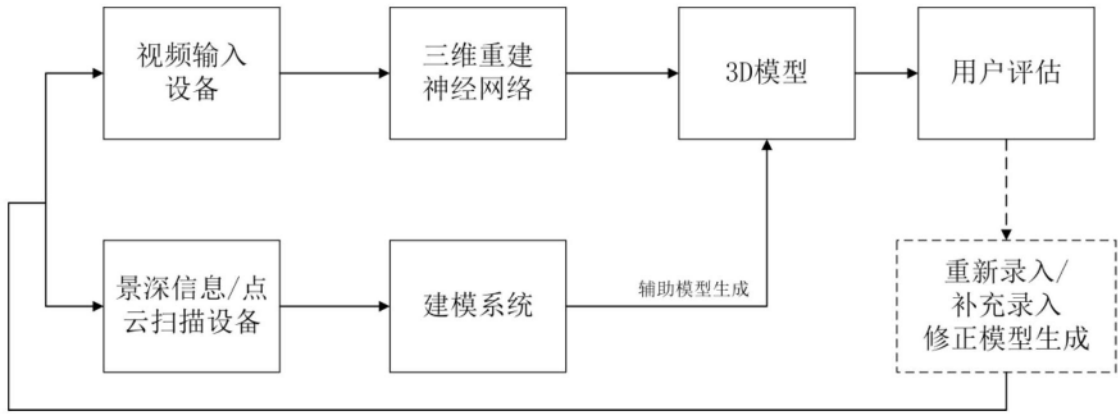 视频输入
设备
三维重建
神经网络
3D模型
用户评估
景深信息/点
云扫描设备
建模系统
辅助模型生成
重新录入/
补充录入
修正模型生成